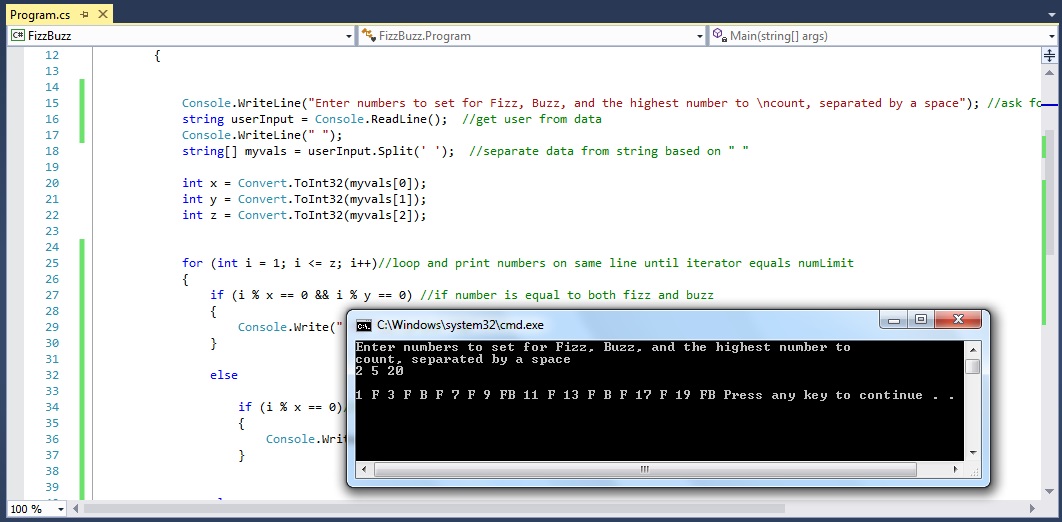 Program.cs
C# FizzBuzz
FizzBuzz.Program
Main(string[] args)
12 {
13
14
15 Console.WriteLine("Enter numbers to set for Fizz, Buzz, and the highest number to \ncount, separated by a space"); //ask fo
16 string userInput = Console.ReadLine(); //get user from data
17 Console.WriteLine(" ");
18 string[] myvals = userInput.Split(' '); //separate data from string based on " "
19
20 int x = Convert.ToInt32(myvals[0]);
21 int y = Convert.ToInt32(myvals[1]);
22 int z = Convert.ToInt32(myvals[2]);
23
24
25 for (int i = 1; i <= z; i++)//loop and print numbers on same line until iterator equals numLimit
26 {
27 if (i % x == 0 && i % y == 0) //if number is equal to both fizz and buzz
28 {
29 Console.Write("
30 }
31
32 else
33
34 if (i % x == 0)
35 {
36 Console.Writ
37 }
38
39
100 %
C:\Windows\system32\cmd.exe
Enter numbers to set for Fizz, Buzz, and the highest number to
count, separated by a space
2 5 20
1 F 3 F B F 7 F 9 FB 11 F 13 F B F 17 F 19 FB Press any key to continue . .